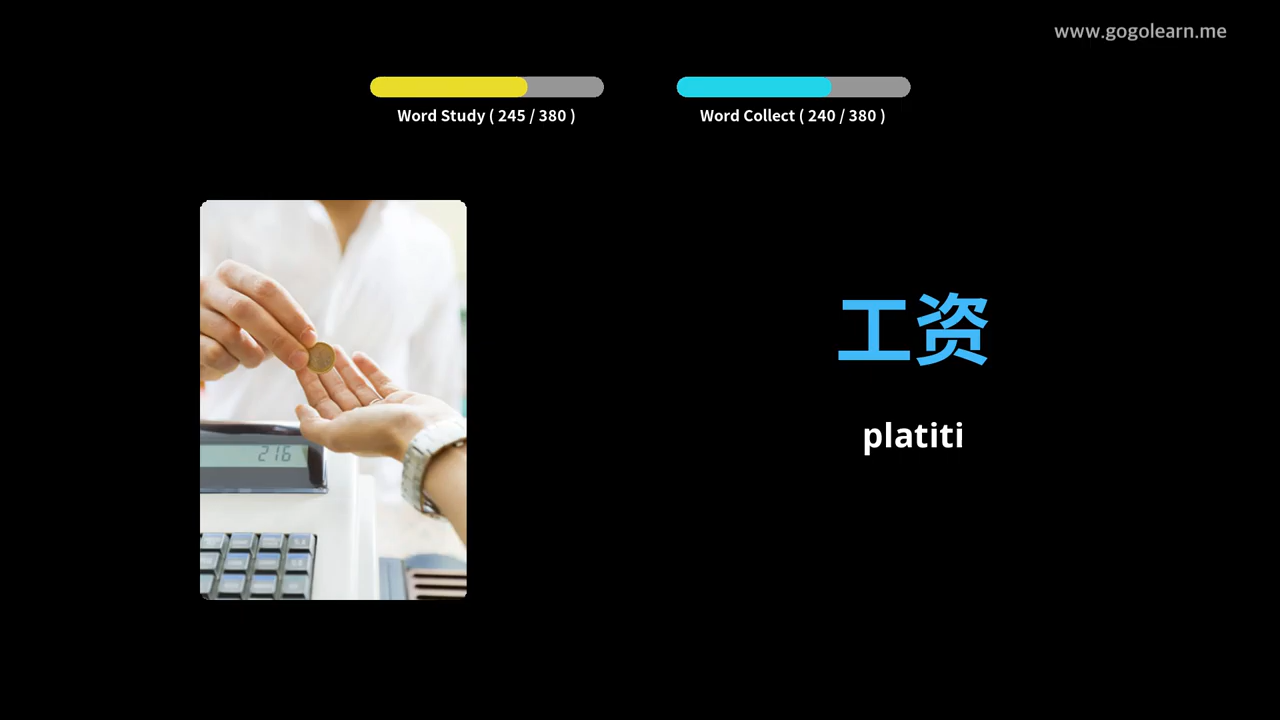 www.gogolearn.me
Word Study ( 245 / 380 )
Word Collect ( 240 / 380 )
工资
platiti
216